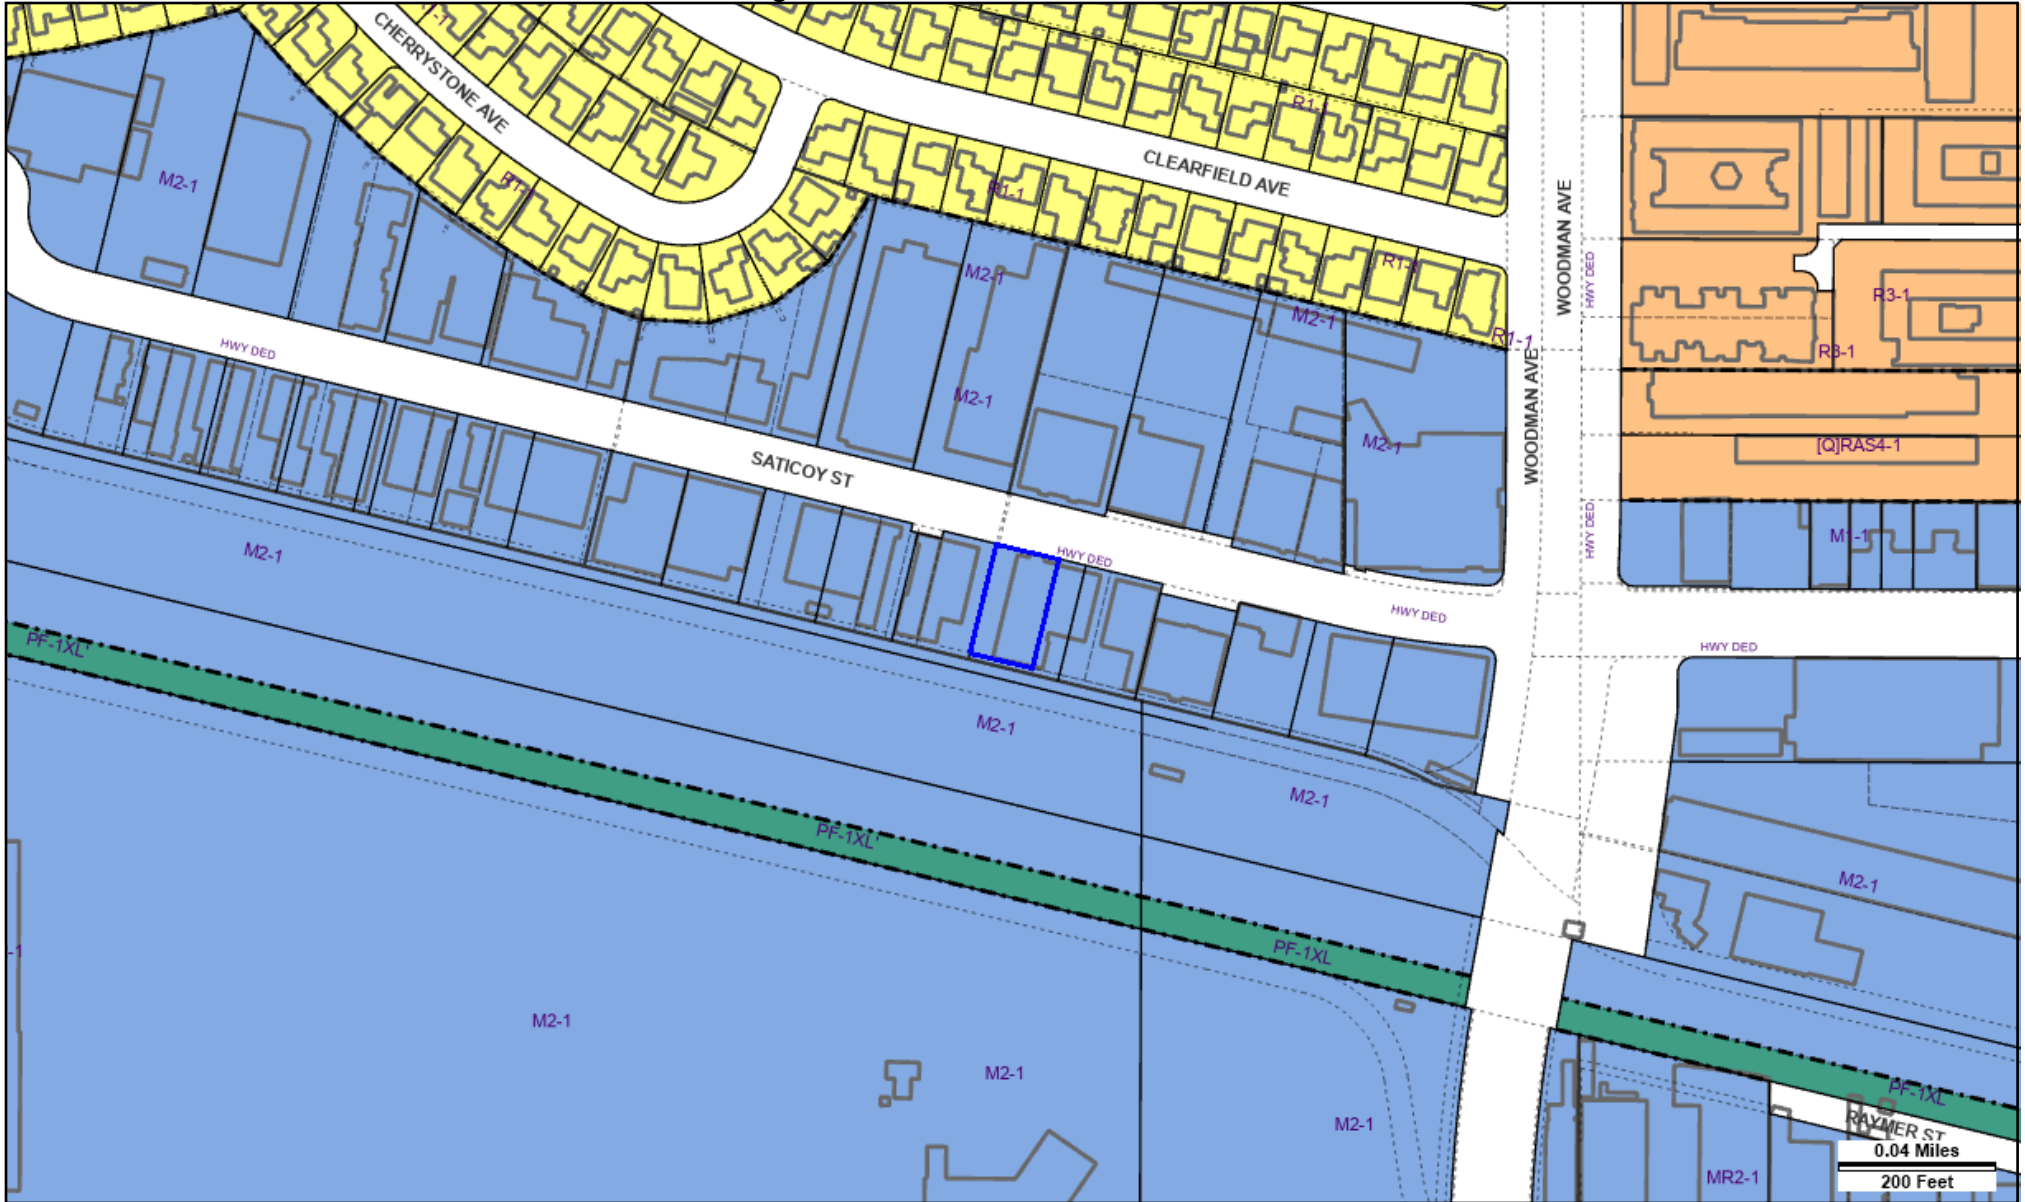 CHERRYSTONE AVE
R1-1
CLEARFIELD AVE
M2-1
R1-1
R1-1
WOODMAN AVE
HWY DED
M2-1
R1-1
R3-1
M2-1
R1-1
R3-1
HWY DED
M2-1
WOODMAN AVE
M2-1
[Q]RAS4-1
SATICOY ST
HWY DED
M1-1
M2-1
HWY DED
HWY DED
HWY DED
PF-1XL
M2-1
M2-1
PF-1XL
M2-1
PF-1XL
-1
M2-1
M2-1
PF-1XL
M2-1
RAYMER ST
0.04 Miles
MR2-1
200 Feet